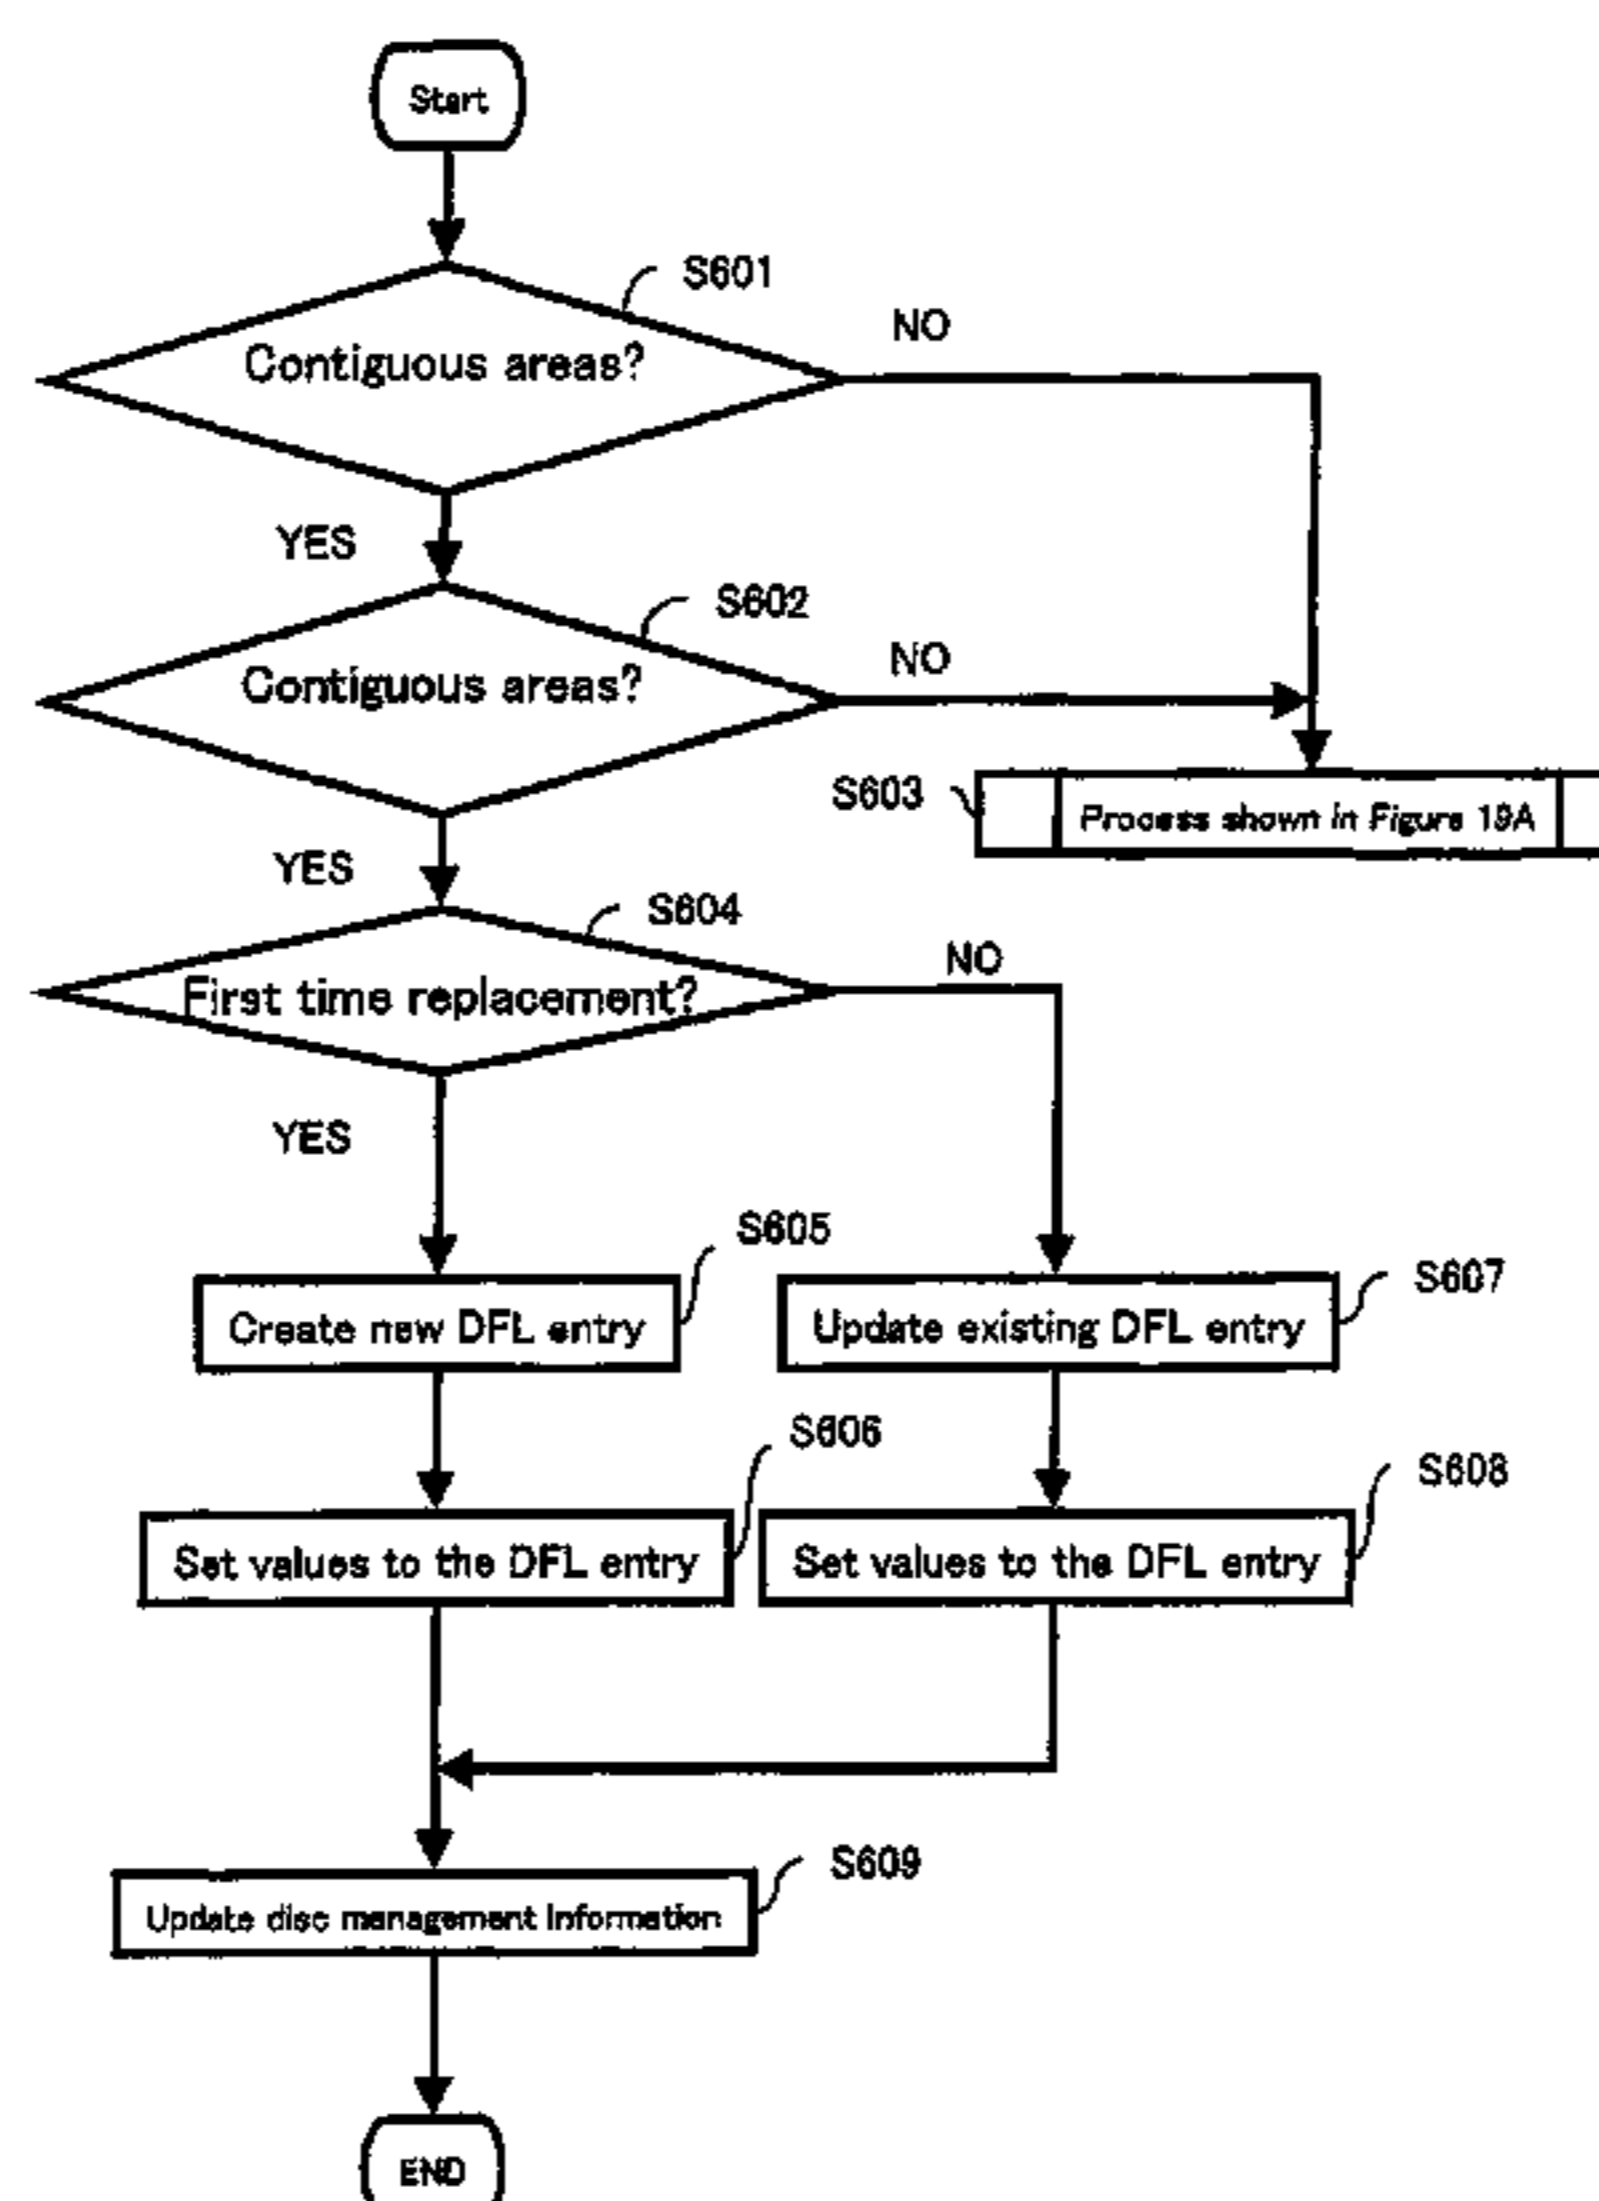 Start
S601
Contiguous areas?
NO
YES
S602
Contiguous areas?
NO
S603
Process shown in Figure 19A
YES
S604
First time replacement?
NO
YES
S605
S607
Create new DFL entry
Update existing DFL entry
S606
S608
Set values to the DFL entry
Set values to the DFL entry
S609
Update disc management information
END